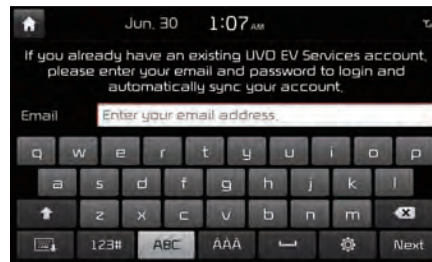 Jun. 30 1:07 AM
If you already have an existing UVO EV Services account,
please enter your email and password to login and
automatically sync your account.
Email Enter your email address.
q w e r t y u i o p
a s d f g h j k l
z x c v b n m
123# ABC ÀÁÂ Next